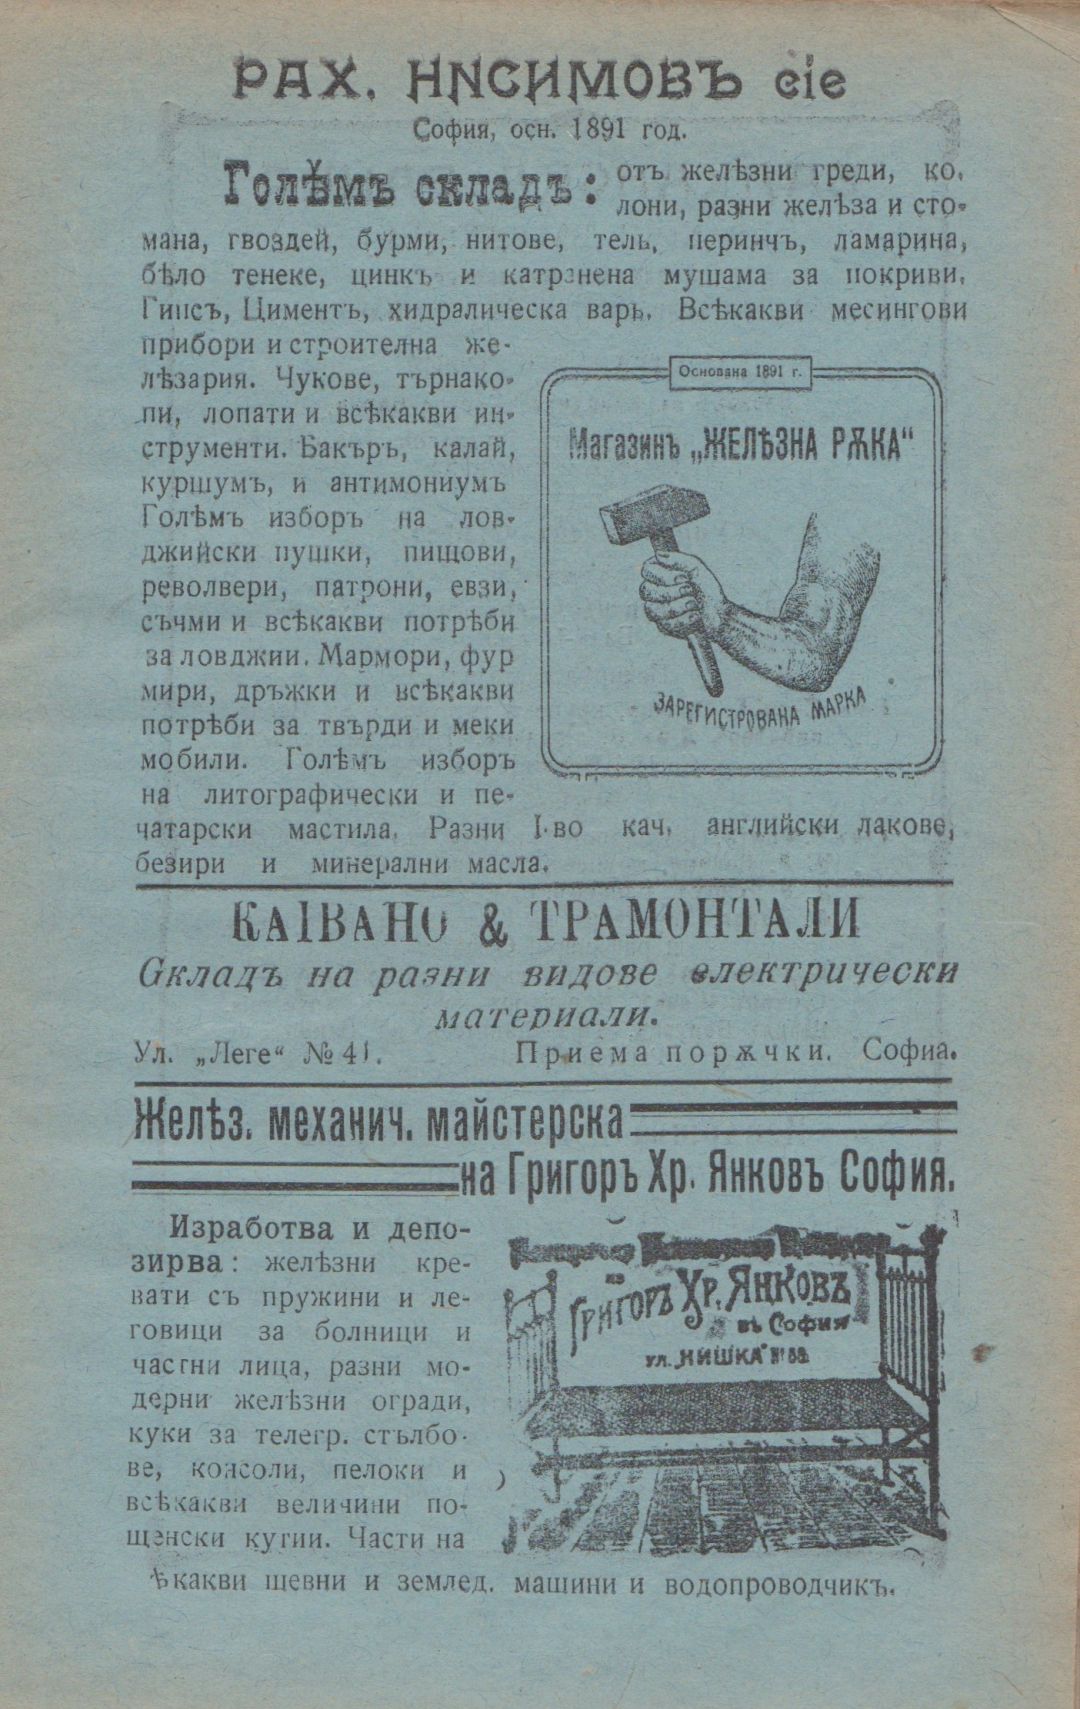 РАХ. НИСИМОВЪ cie
София, осн. 1891 год.
Голѣмъ складъ: отъ желѣзни греди, ко,
лони, разни желѣза и сто-
мана, гвоздей, бурми, нитове, тель, перинчъ, ламарина,
бѣло тенеке, цинкъ и катранена мушама за покриви,
Гипсъ, Циментъ, хидралическа варь. Всѣкакви месингови
прибори и строителна же-
лѣзария. Чукове, търнако-
пи, лопати и всѣкакви ин-
струменти. Бакъръ, калай,
куршумъ, и антимониумъ
Голѣмъ изборъ на лов-
джийски пушки, пищови,
револвери, патрони, евзи,
съчми и всѣкакви потрѣби
за ловджии. Мармори, фур
мири, дръжки и всѣкакви
потрѣби за твърди и меки
мобили. Голѣмъ изборъ
на литографически и пе-
чатарски мастила. Разни I-во кач. английски лакове,
безири и минерални масла.
Основана 1891 г.
Магазинъ „ЖЕЛѢЗНА РѪКА“
ЗАРЕГИСТРОВАНА МАРКА
КАІВАНО & ТРАМОНТАЛИ
Складъ на разни видове електрически
материали.
Ул. „Леге“ № 41. Приема порѫчки. София.
Желѣз. механич. майстерска
на Григоръ Хр. Янковъ София.
Изработва и депо-
зирва: желѣзни кре-
вати съ пружини и ле-
говици за болници и
частни лица, разни мо-
дерни желѣзни огради,
куки за телегр. стълбо-
ве, консоли, пелоки и
всѣкакви величини по-
щенски кутии. Части на
ѣкакви шевни и землед. машини и водопроводчикъ.
ГРИГОРЪ ХР. ЯНКОВЪ
въ София
ул. „НИШКА“ №